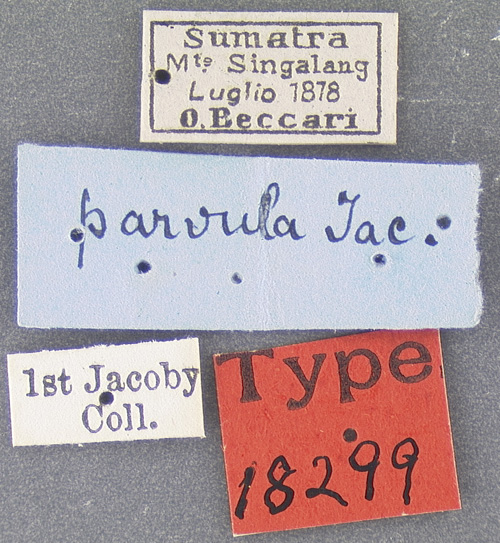 Sumatra
Mte Singalang
Luglio 1878
O. Beccari
parvula Jac.
1st Jacoby
Coll.
Type
18299